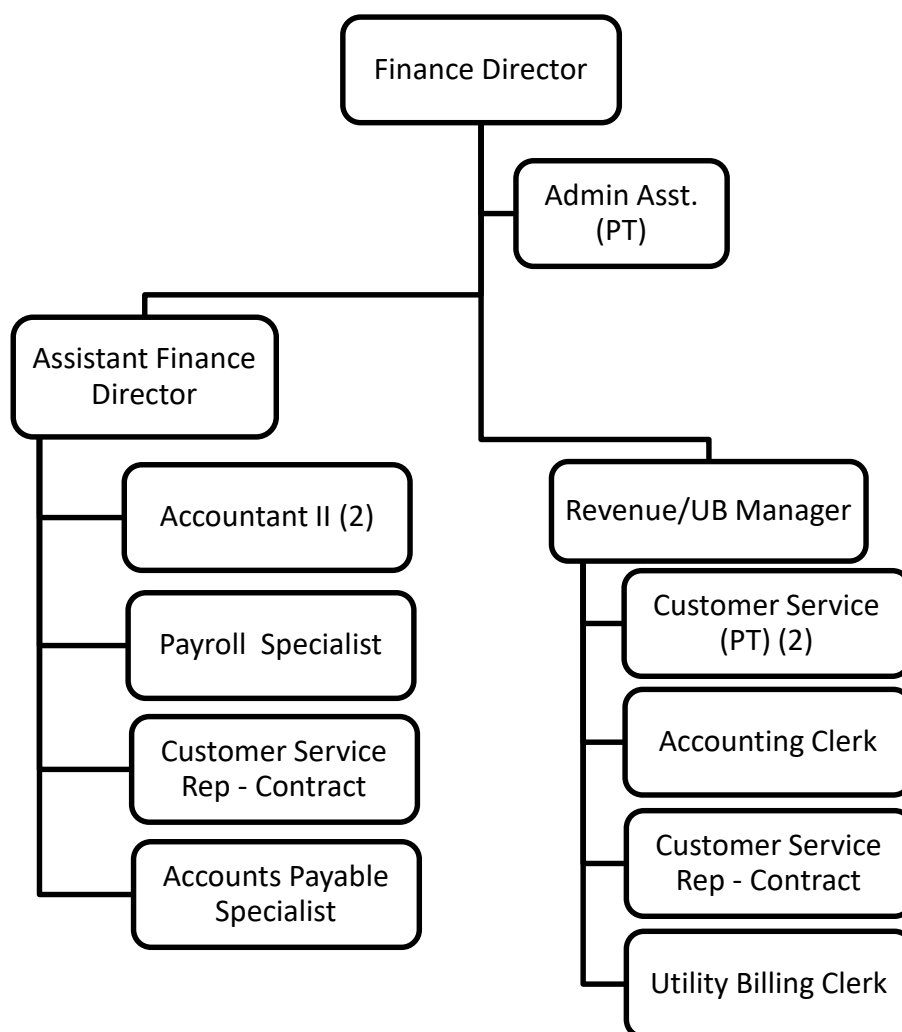 Finance Director
Admin Asst.
(PT)
Assistant Finance
Director
Accountant II (2)
Payroll  Specialist
Customer Service
Rep - Contract
Accounts Payable
Specialist
Revenue/UB Manager
Customer Service
(PT) (2)
Accounting Clerk
Customer Service
Rep - Contract
Utility Billing Clerk